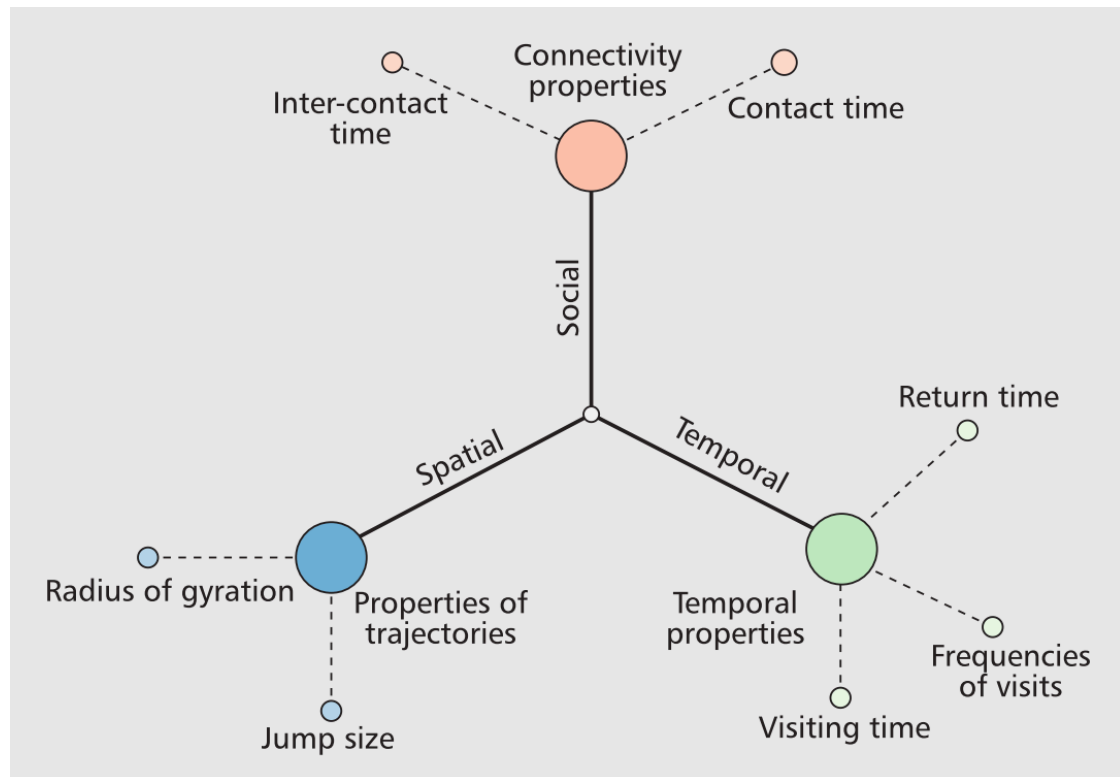 Connectivity
properties
Inter-contact
time
Contact time
Social
Spatial
Temporal
Return time
Radius of gyration
Properties of
trajectories
Temporal
properties
Frequencies
of visits
Jump size
Visiting time